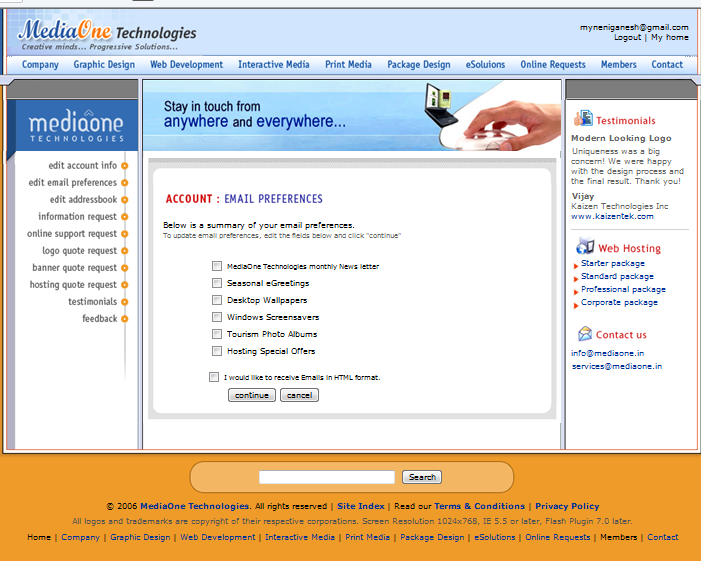 MediaOne Technologies
Creative minds... Progressive Solutions...
myneniganesh@gmail.com
Logout | My home
Company Graphic Design Web Development Interactive Media Print Media Package Design eSoluions Online Requests Members Contact
mediaone
TECHNOLOGIES
edit account info
edit email preferences
edit addressbook
information request
online support request
logo quote request
banner quote request
hosting quote request
testimonials
feedback
Stay in touch from
anywhere and everywhere...
ACCOUNT : EMAIL PREFERENCES
Below is a summary of your email preferences.
To update email preferences, edit the fields below and click "continue"
MediaOne Technologies monthly News letter
Seasonal eGreetings
Desktop Wallpapers
Windows Screensavers
Tourism Photo Albums
Hosting Special Offers
I would like to receive Emails in HTML format.
continue cancel
Testimonials
Modern Looking Logo
Uniqueness was a big
concern! We were happy
with the design process and
the final result. Thank you!
Vijay
Kaizen Technologies Inc
www.kaizentek.com
Web Hosting
Starter package
Standard package
Professional package
Corporate package
Contact us
info@mediaone.in
services@mediaone.in
Search
© 2006 MediaOne Technologies. All rights reserved | Site Index | Read our Terms & Conditions | Privacy Policy
All logos and trademarks are copyright of their respective corporations. Screen Resolution 1024x768, IE 5.5 or later, Flash Plugin 7.0 later.
Home | Company | Graphic Design | Web Development | Interactive Media | Print Media | Package Design | eSolutions | Online Requests | Members | Contact